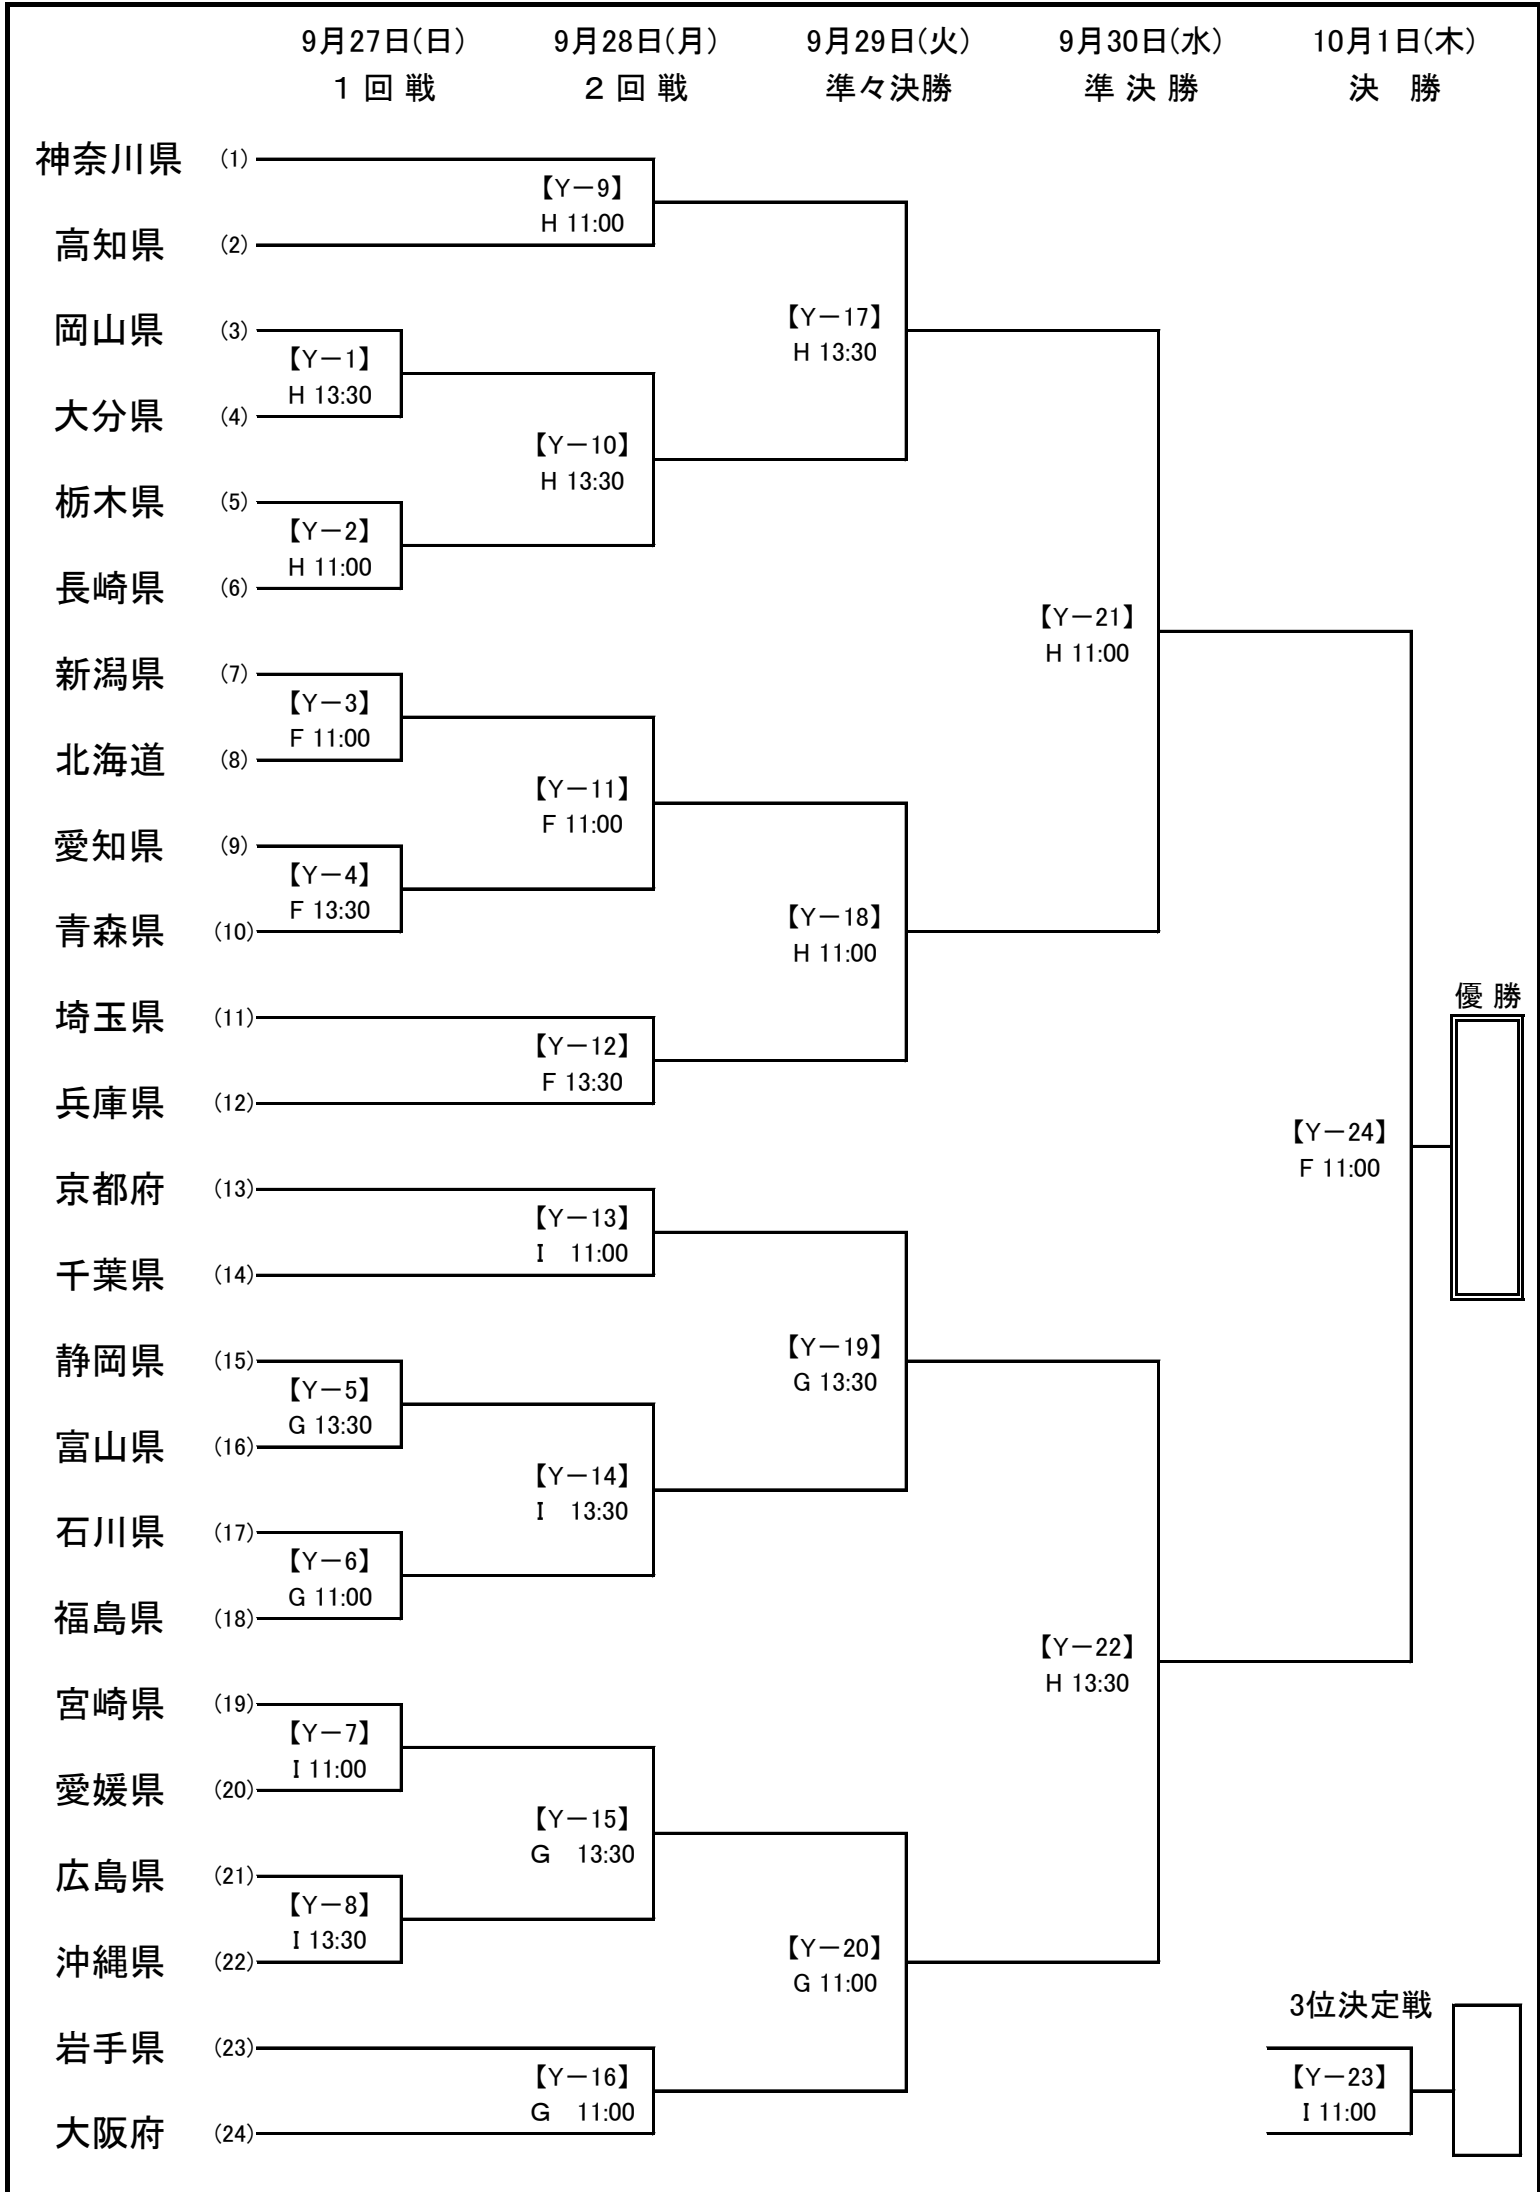 9月27日(日) 9月28日(月) 9月29日(火) 9月30日(水) 10月1日(木)
1 回 戦 2 回 戦 準々決勝 準 決 勝 決 勝
神奈川県 (1)
【Y－9】
H 11:00
高知県 (2)
岡山県 (3)
【Y－17】
H 13:30
【Y－1】
H 13:30
大分県 (4)
【Y－10】
H 13:30
栃木県 (5)
【Y－2】
H 11:00
長崎県 (6)
【Y－21】
H 11:00
新潟県 (7)
【Y－3】
F 11:00
北海道 (8)
【Y－11】
F 11:00
愛知県 (9)
【Y－4】
F 13:30
青森県 (10)
【Y－18】
H 11:00
優 勝
埼玉県 (11)
【Y－12】
F 13:30
兵庫県 (12)
【Y－24】
F 11:00
京都府 (13)
【Y－13】
I 11:00
千葉県 (14)
【Y－19】
G 13:30
静岡県 (15)
【Y－5】
G 13:30
富山県 (16)
【Y－14】
I 13:30
石川県 (17)
【Y－6】
G 11:00
福島県 (18)
【Y－22】
H 13:30
宮崎県 (19)
【Y－7】
I 11:00
愛媛県 (20)
【Y－15】
G 13:30
広島県 (21)
【Y－8】
I 13:30
沖縄県 (22)
【Y－20】
G 11:00
3位決定戦
岩手県 (23)
【Y－16】
G 11:00
【Y－23】
I 11:00
大阪府 (24)